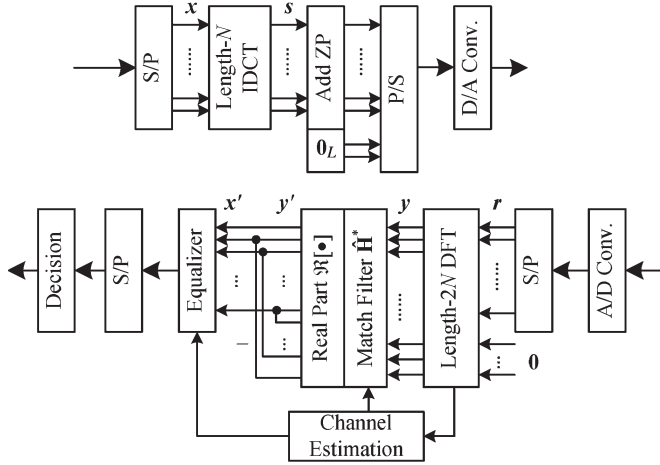 x
s
S/P
......
Length-N
IDCT
......
Add ZP
0L
......
P/S
D/A Conv.
x'
y'
y
r
Decision
S/P
Equalizer
...
...
–
...
Real Part ℜ[•]
Match Filter Ĥ*
......
Length-2N DFT
......
...
0
S/P
A/D Conv.
Channel
Estimation